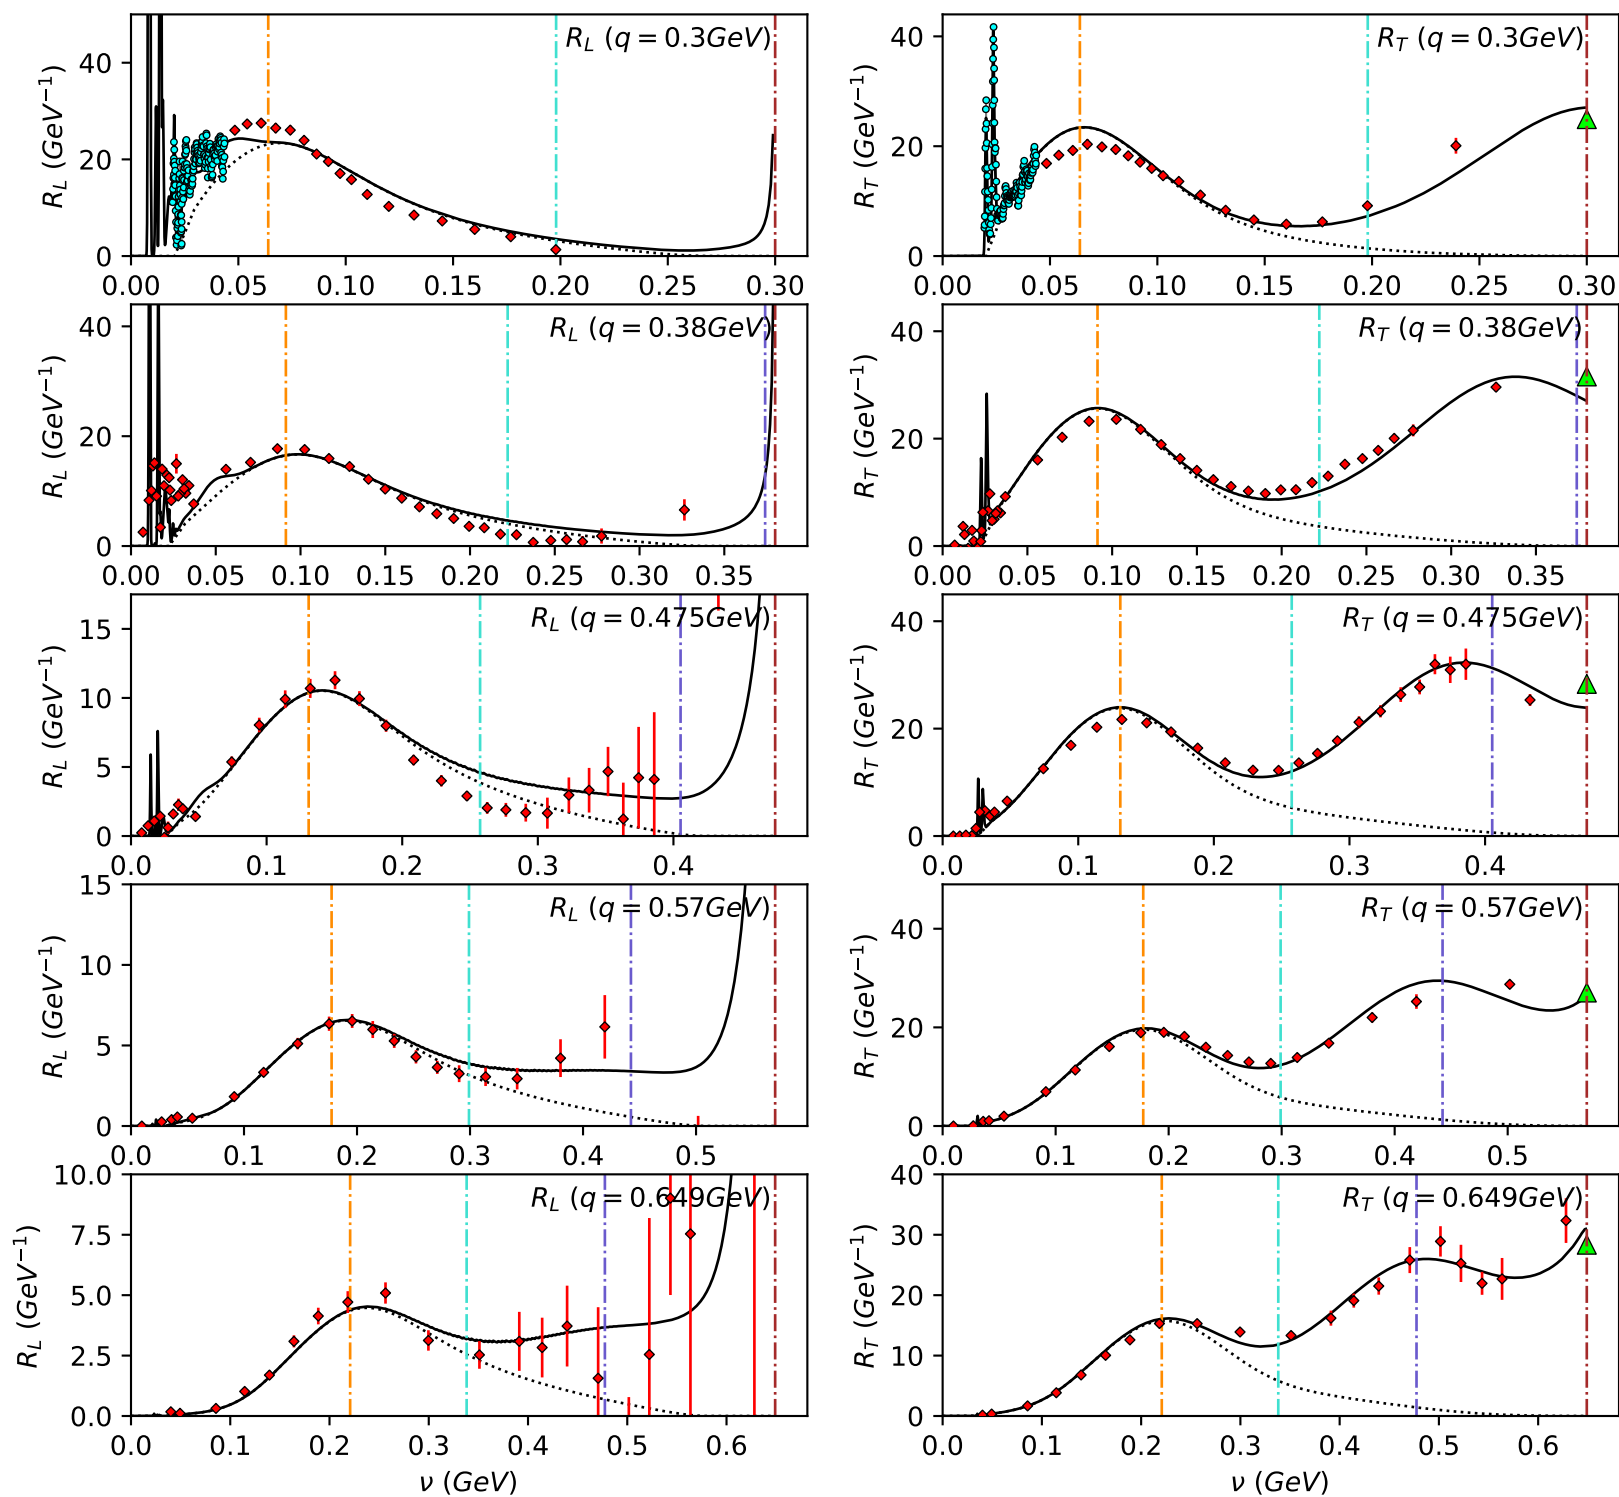 R_L (q = 0.3GeV)
R_L (GeV⁻¹)
40
20
0
0.00 0.05 0.10 0.15 0.20 0.25 0.30
R_T (q = 0.3GeV)
R_T (GeV⁻¹)
40
20
0
0.00 0.05 0.10 0.15 0.20 0.25 0.30
R_L (q = 0.38GeV)
R_L (GeV⁻¹)
40
20
0
0.00 0.05 0.10 0.15 0.20 0.25 0.30 0.35
R_T (q = 0.38GeV)
R_T (GeV⁻¹)
40
20
0
0.00 0.05 0.10 0.15 0.20 0.25 0.30 0.35
R_L (q = 0.475GeV)
R_L (GeV⁻¹)
15
10
5
0
0.0 0.1 0.2 0.3 0.4
R_T (q = 0.475GeV)
R_T (GeV⁻¹)
40
20
0
0.0 0.1 0.2 0.3 0.4
R_L (q = 0.57GeV)
R_L (GeV⁻¹)
15
10
5
0
0.0 0.1 0.2 0.3 0.4 0.5
R_T (q = 0.57GeV)
R_T (GeV⁻¹)
40
20
0
0.0 0.1 0.2 0.3 0.4 0.5
R_L (q = 0.649GeV)
R_L (GeV⁻¹)
10.0
7.5
5.0
2.5
0.0
0.0 0.1 0.2 0.3 0.4 0.5 0.6
ν (GeV)
R_T (q = 0.649GeV)
R_T (GeV⁻¹)
40
30
20
10
0
0.0 0.1 0.2 0.3 0.4 0.5 0.6
ν (GeV)